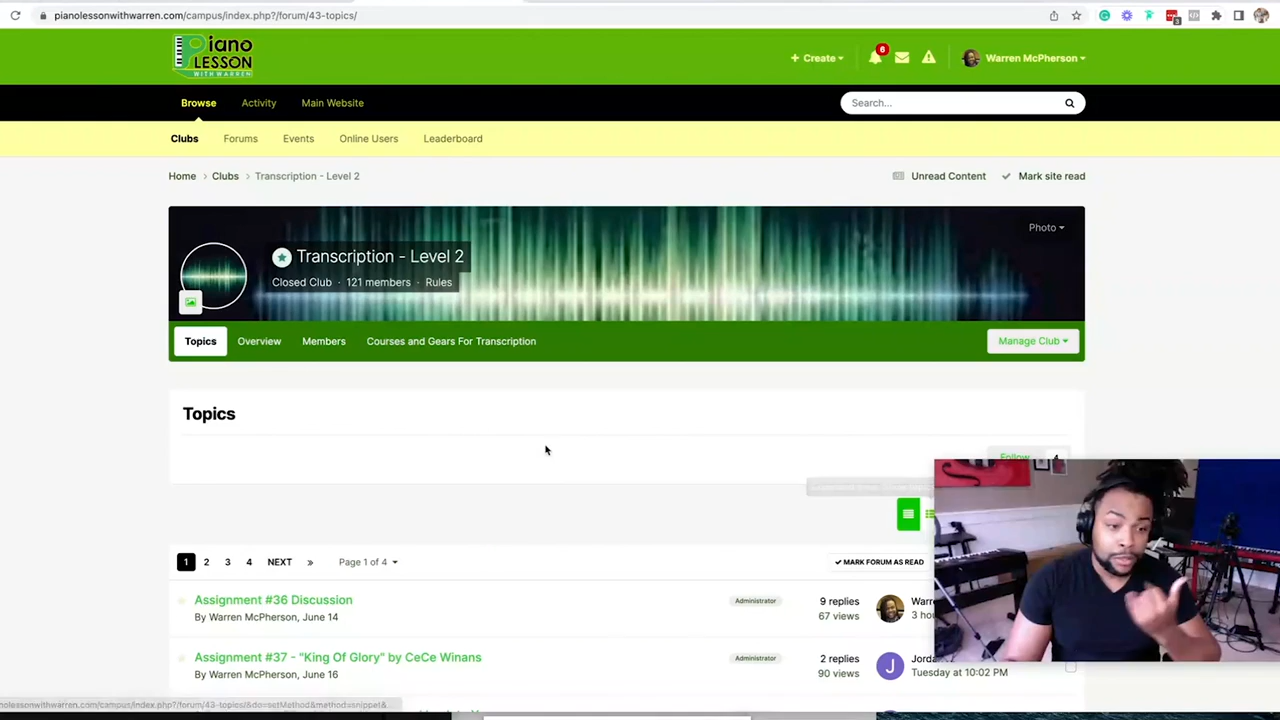 pianolessonwithwarren.com/campus/index.php?/forum/43-topics/
3
Piano
LESSON
WITH WARREN
+ Create
6
Warren McPherson
Browse
Activity
Main Website
Search...
Clubs
Forums
Events
Online Users
Leaderboard
Home > Clubs > Transcription - Level 2
Unread Content
Mark site read
Photo
Transcription - Level 2
Closed Club · 121 members · Rules
Topics
Overview
Members
Courses and Gears For Transcription
Manage Club
Topics
Follow
4
1 2 3 4 NEXT »
Page 1 of 4
MARK FORUM AS READ
Assignment #36 Discussion
Administrator
9 replies
By Warren McPherson, June 14
67 views
Assignment #37 - "King Of Glory" by CeCe Winans
Administrator
2 replies
By Warren McPherson, June 16
90 views
Tuesday at 10:02 PM